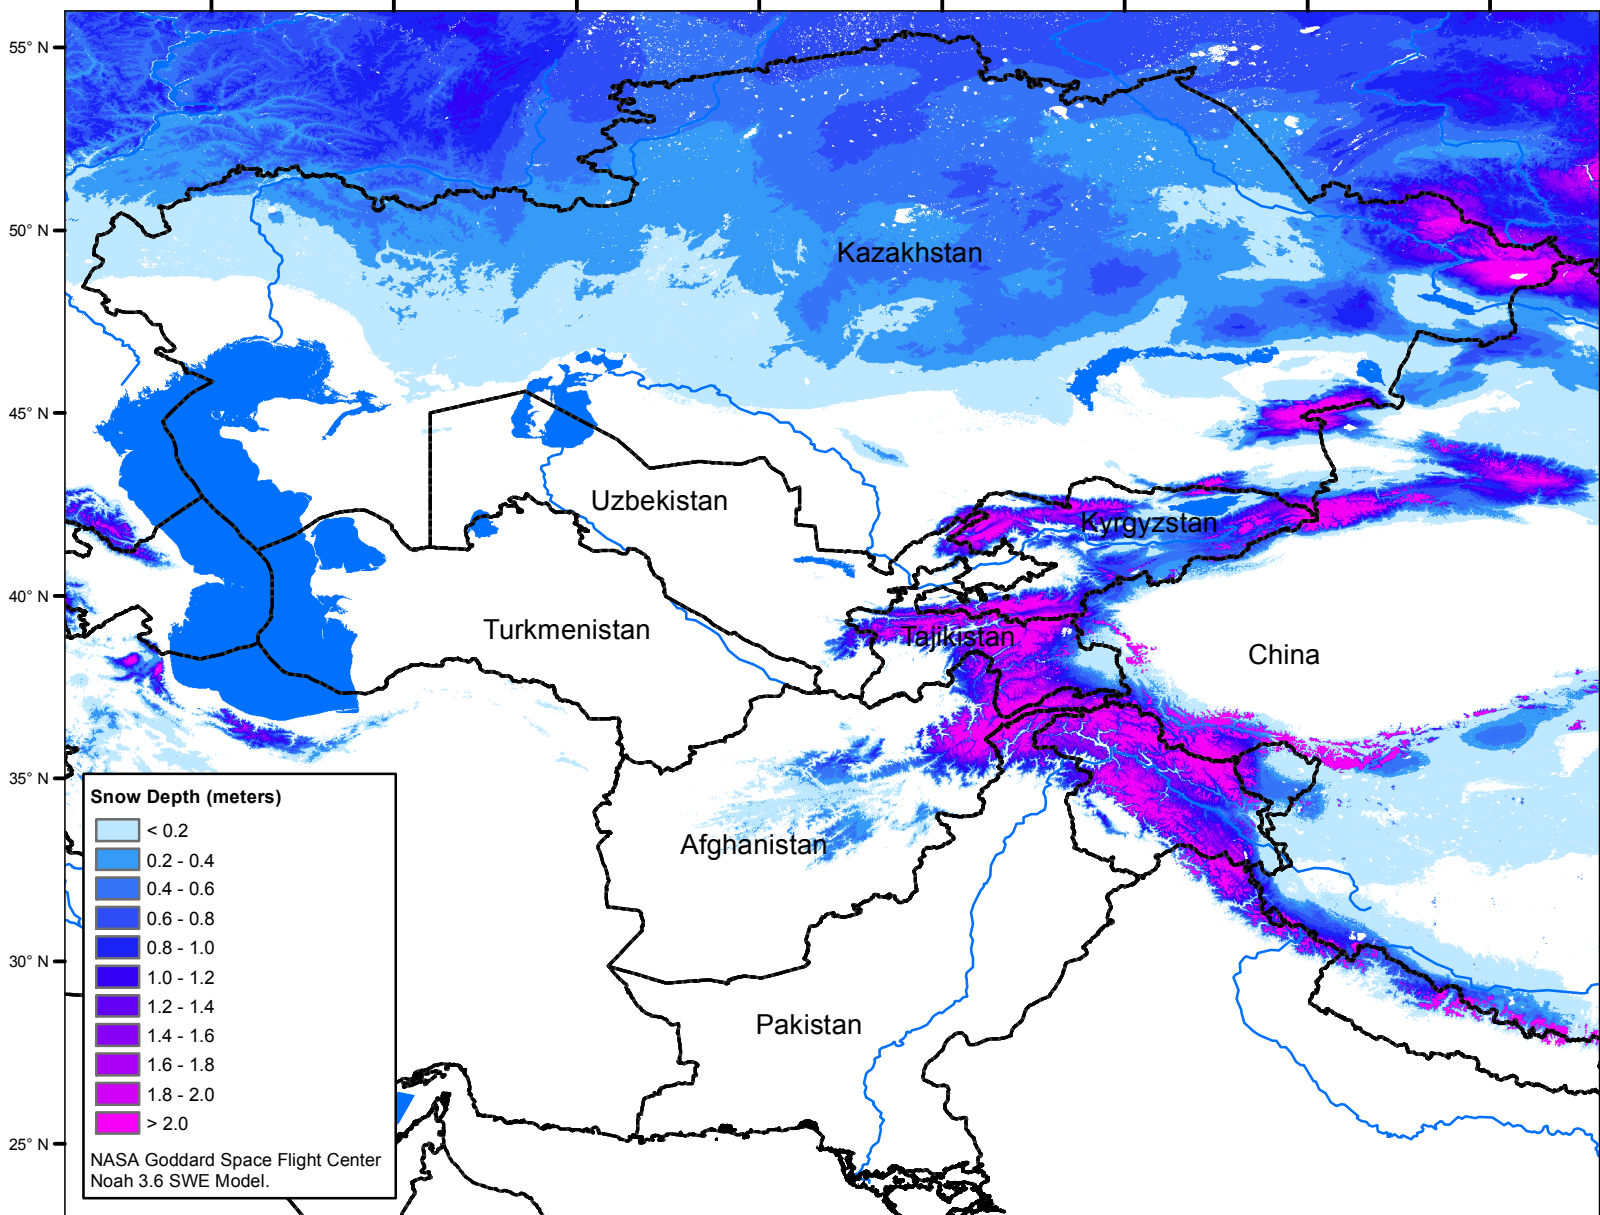 55° N
50° N
Kazakhstan
45° N
Uzbekistan
Kyrgyzstan
40° N
Turkmenistan
Tajikistan
China
35° N
Snow Depth (meters)
< 0.2
0.2 - 0.4
0.4 - 0.6
0.6 - 0.8
0.8 - 1.0
1.0 - 1.2
1.2 - 1.4
1.4 - 1.6
1.6 - 1.8
1.8 - 2.0
> 2.0
NASA Goddard Space Flight Center
Noah 3.6 SWE Model.
Afghanistan
30° N
Pakistan
25° N